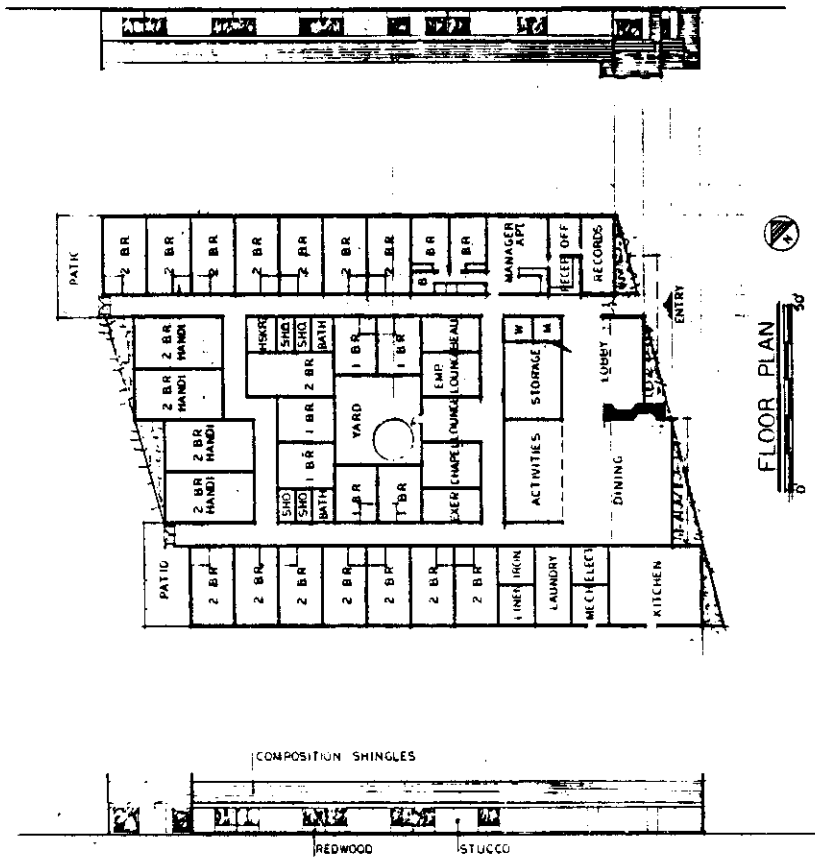 PATIC
2 BR
2 BR
2 BR
2 BR
2 BR
2 BR
2 BR
BR
BR
B
MANAGER
APT.
RECEP OFF
RECORDS
2 BR
HANDI
2 BR
HANDI
2 BR
HANDI
2 BR
HANDI
HSKR
SHO.
SHO.
BATH
2 BR
1 BR
1 BR
SHO
SHO
BATH
1 BR
1 BR
YARD
1 BR
1 BR
BEAU
LOUNGE
EMP.
LOUNGE
CHAPEL
EXER
W
M
STORAGE
ACTIVITIES
LOBBY
DINING
ENTRY
PATIO
2 BR
2 BR
2 BR
2 BR
2 BR
2 BR
2 BR
LINEN
IRON
LAUNDRY
MECH
ELECT
KITCHEN
N
FLOOR PLAN
0'
50'
COMPOSITION SHINGLES
REDWOOD
STUCCO